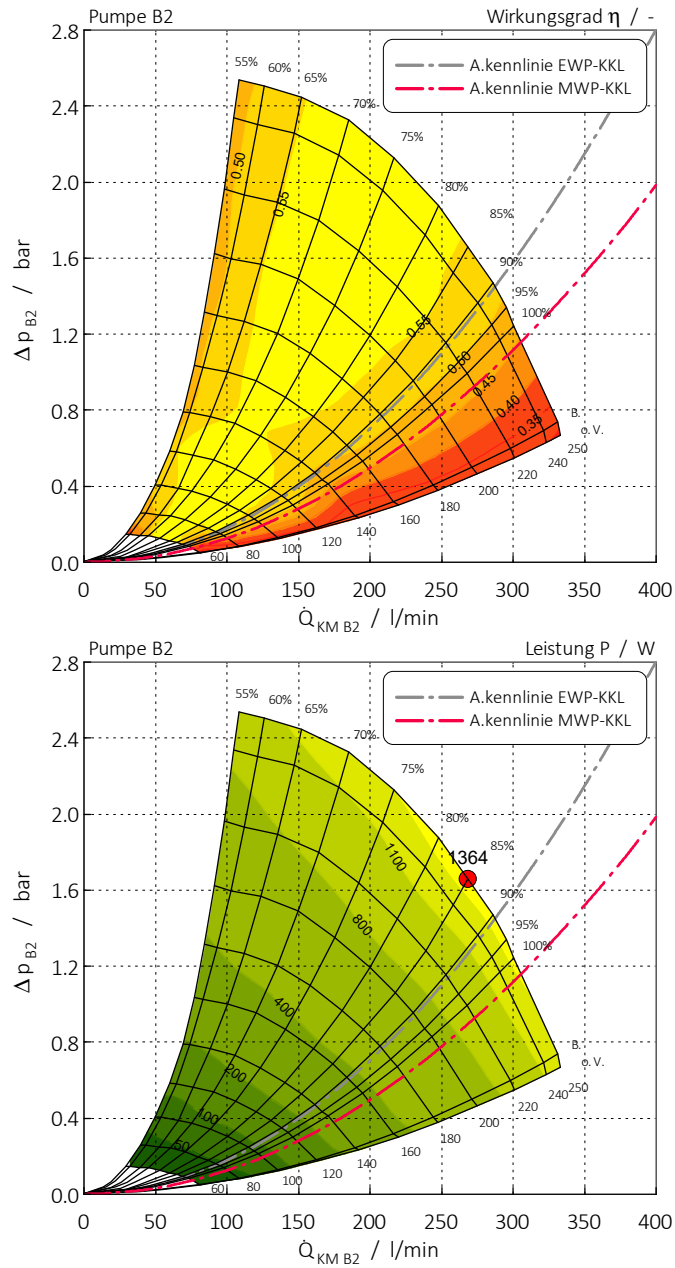 Pumpe B2 Wirkungsgrad η / -
2.8
55% 60% 65%
A.kennlinie EWP-KKL
A.kennlinie MWP-KKL
2.4
70%
75%
0.50
2.0
0.55
80%
85%
1.6
90%
95%
100%
Δp B2 / bar
1.2
0.55
0.50
0.45
0.40
0.35
0.8
B.
o. V.
0.4
60 80 100 120 140 160 180 200 220 240 250
0.0
0 50 100 150 200 250 300 350 400
Q̇ KM B2 / l/min
Pumpe B2 Leistung P / W
2.8
55% 60% 65%
A.kennlinie EWP-KKL
A.kennlinie MWP-KKL
2.4
70%
75%
2.0
80%
1100
1364
85%
1.6
90%
800
95%
100%
Δp B2 / bar
1.2
400
0.8
200
B.
o. V.
0.4
100
50
60 80 100 120 140 160 180 200 220 240 250
0.0
0 50 100 150 200 250 300 350 400
Q̇ KM B2 / l/min